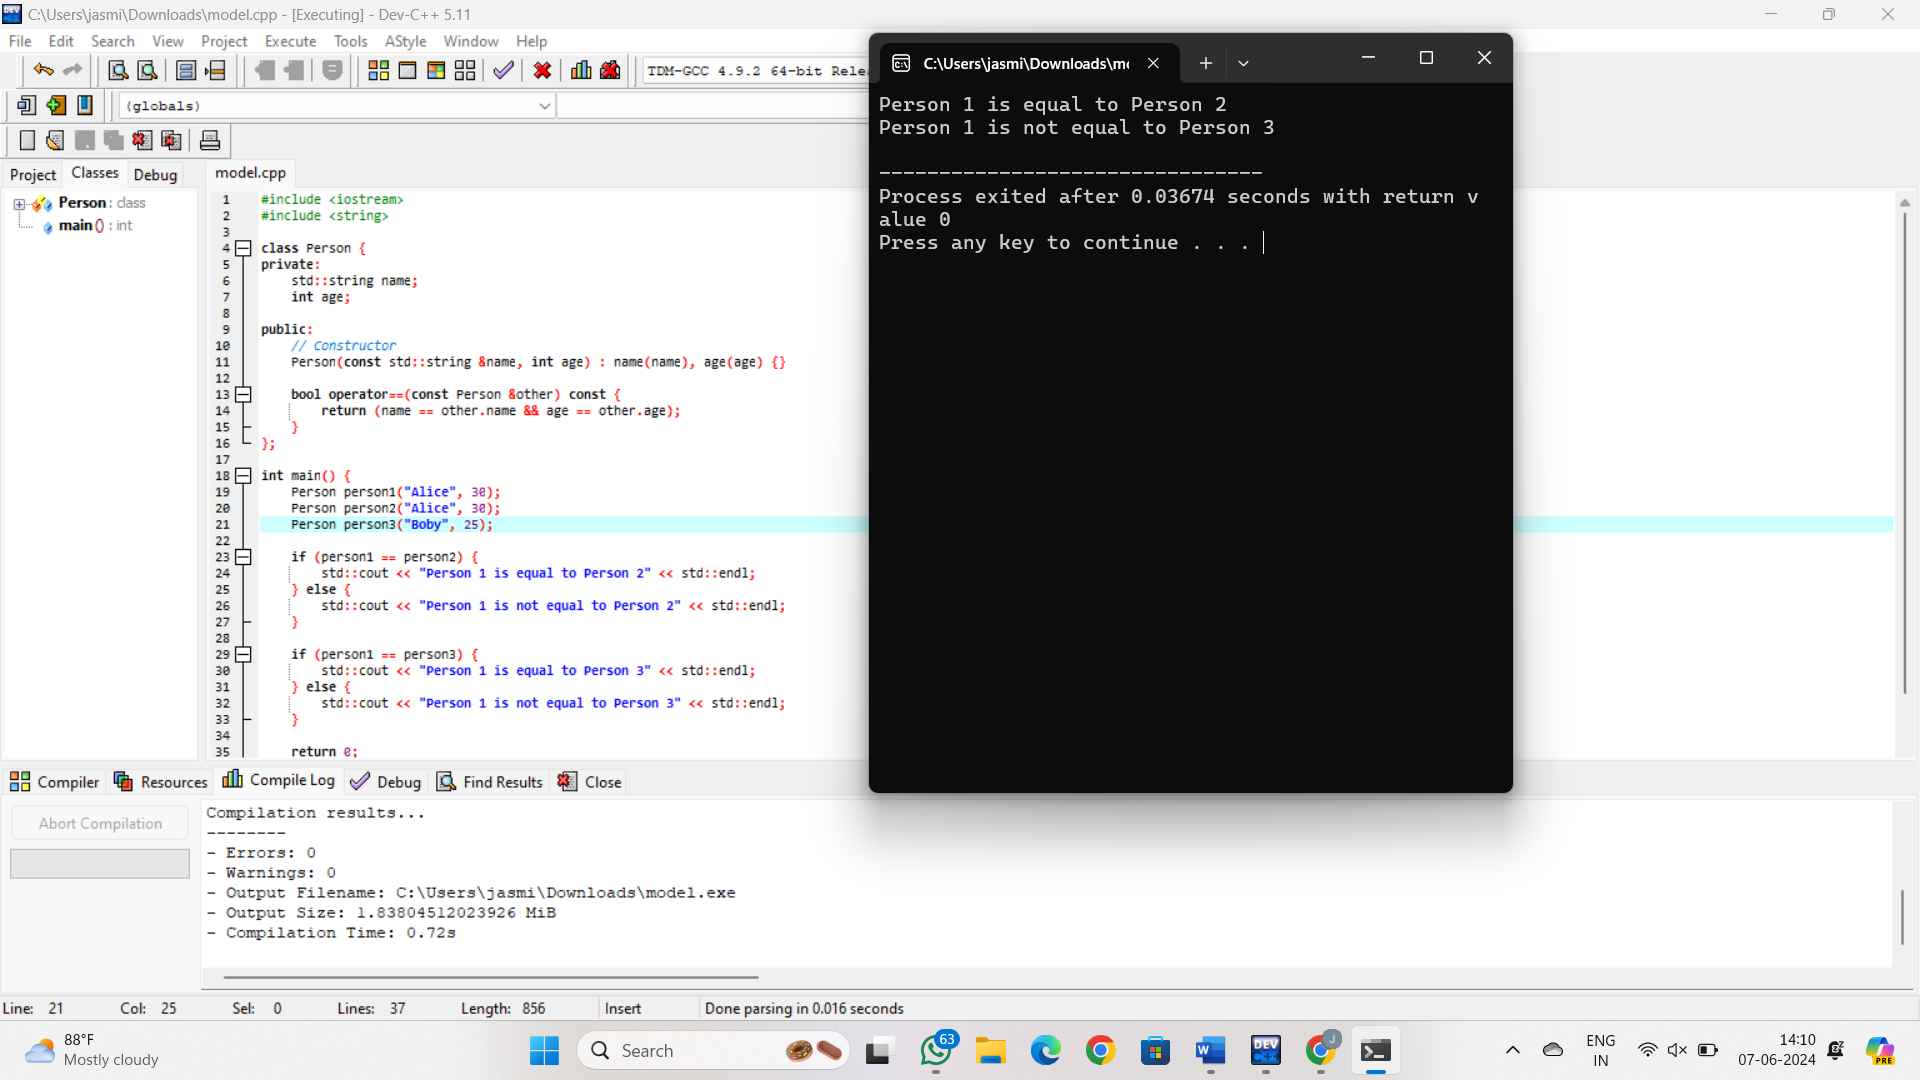 C:\Users\jasmi\Downloads\model.cpp - [Executing] - Dev-C++ 5.11
File Edit Search View Project Execute Tools AStyle Window Help
TDM-GCC 4.9.2 64-bit Rele
(globals)
Project Classes Debug
model.cpp
Person : class
main () : int
1 #include <iostream>
2 #include <string>
3
4 class Person {
5 private:
6 std::string name;
7 int age;
8
9 public:
10 // Constructor
11 Person(const std::string &name, int age) : name(name), age(age) {}
12
13 bool operator==(const Person &other) const {
14 return (name == other.name && age == other.age);
15 }
16 };
17
18 int main() {
19 Person person1("Alice", 30);
20 Person person2("Alice", 30);
21 Person person3("Boby", 25);
22
23 if (person1 == person2) {
24 std::cout << "Person 1 is equal to Person 2" << std::endl;
25 } else {
26 std::cout << "Person 1 is not equal to Person 2" << std::endl;
27 }
28
29 if (person1 == person3) {
30 std::cout << "Person 1 is equal to Person 3" << std::endl;
31 } else {
32 std::cout << "Person 1 is not equal to Person 3" << std::endl;
33 }
34
35 return 0;
C:\Users\jasmi\Downloads\m
Person 1 is equal to Person 2
Person 1 is not equal to Person 3
--------------------------------
Process exited after 0.03674 seconds with return v
alue 0
Press any key to continue . . .
Compiler Resources Compile Log Debug Find Results Close
Abort Compilation
Compilation results...
--------
- Errors: 0
- Warnings: 0
- Output Filename: C:\Users\jasmi\Downloads\model.exe
- Output Size: 1.83804512023926 MiB
- Compilation Time: 0.72s
Line: 21 Col: 25 Sel: 0 Lines: 37 Length: 856 Insert Done parsing in 0.016 seconds
88°F
Mostly cloudy
Search
63
DEV
C++
J
ENG
IN
14:10
07-06-2024
PRE